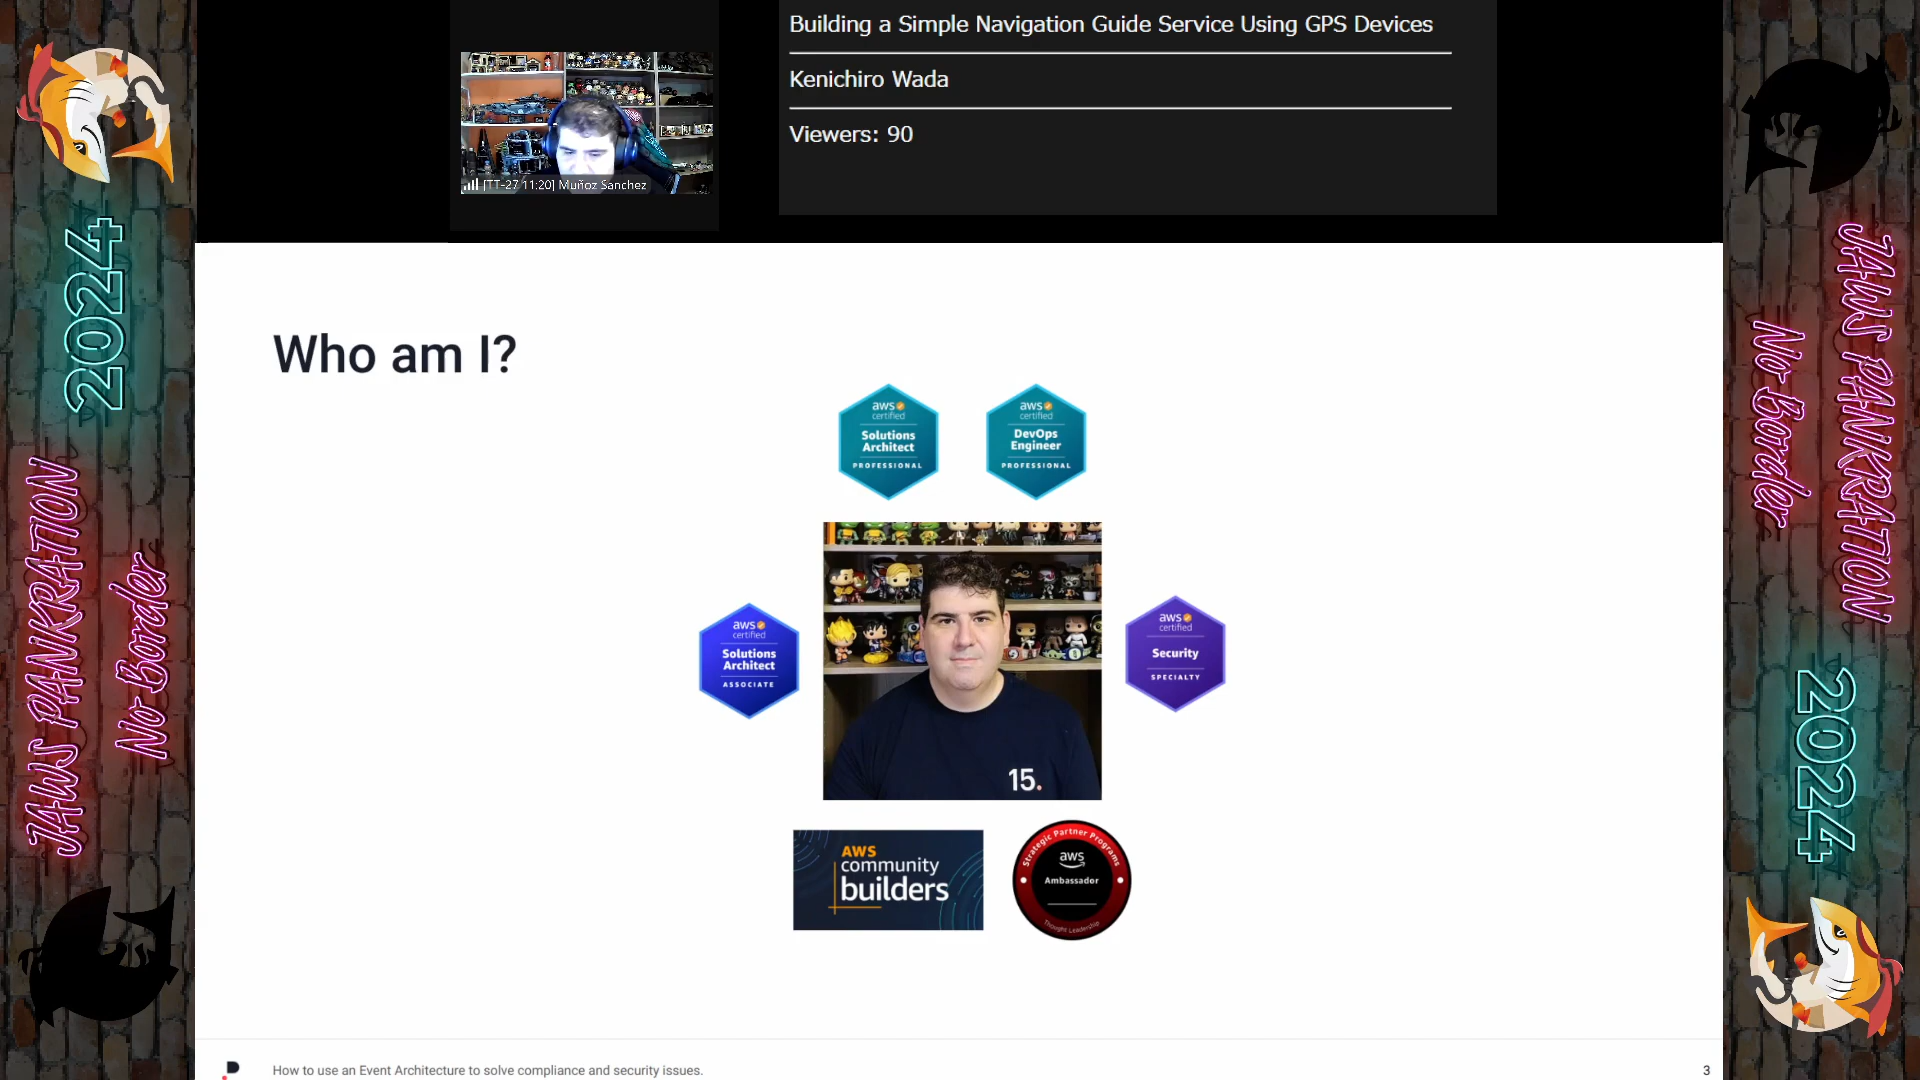 Building a Simple Navigation Guide Service Using GPS Devices
Kenichiro Wada
Viewers: 90
[TT-27 11:20] Muñoz Sanchez
2024
JAWS PANKRATION
No Border
JAWS PANKRATION
No Border
2024
Who am I?
aws
certified
Solutions
Architect
PROFESSIONAL
aws
certified
DevOps
Engineer
PROFESSIONAL
aws
certified
Solutions
Architect
ASSOCIATE
aws
certified
Security
SPECIALTY
15.
AWS
community
builders
Strategic Partner Programs
aws
Ambassador
Thought Leadership
How to use an Event Architecture to solve compliance and security issues.
3